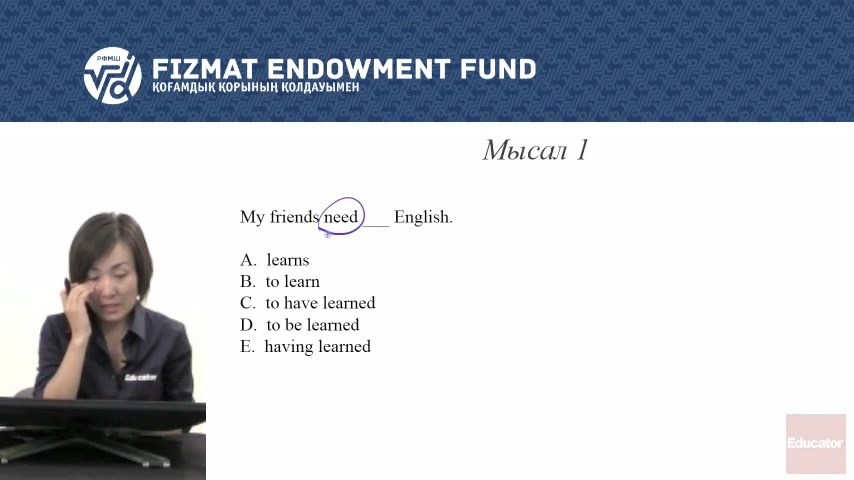 РФМШ
FIZMAT ENDOWMENT FUND
ҚОҒАМДЫҚ ҚОРЫНЫҢ ҚОЛДАУЫМЕН
Мысал 1
My friends need ___ English.
A. learns
B. to learn
C. to have learned
D. to be learned
E. having learned
Educator
Educator